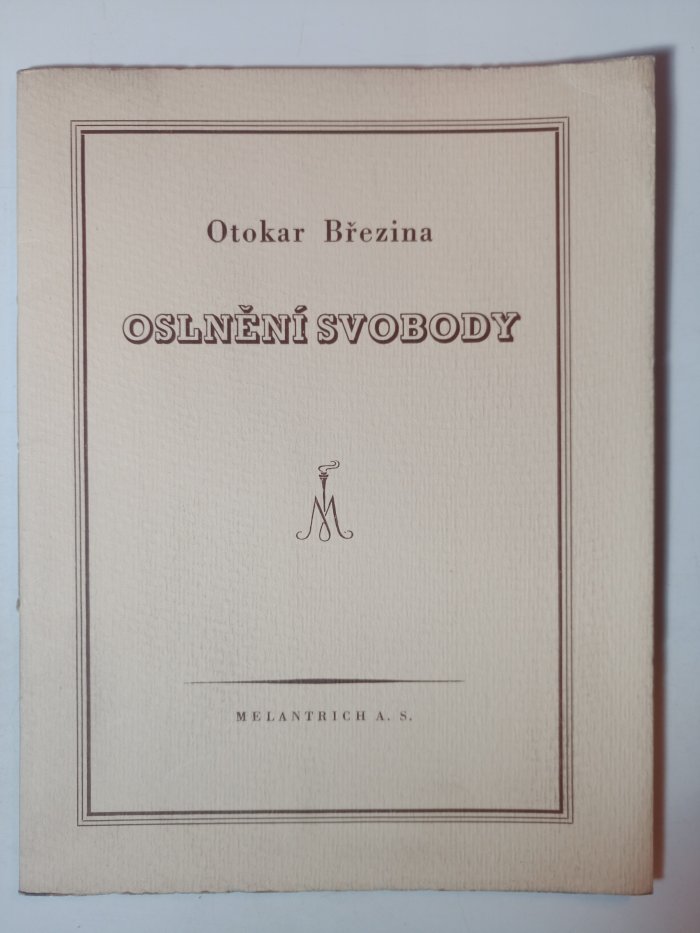 Otokar Březina
OSLNĚNÍ SVOBODY
M
MELANTRICH A. S.